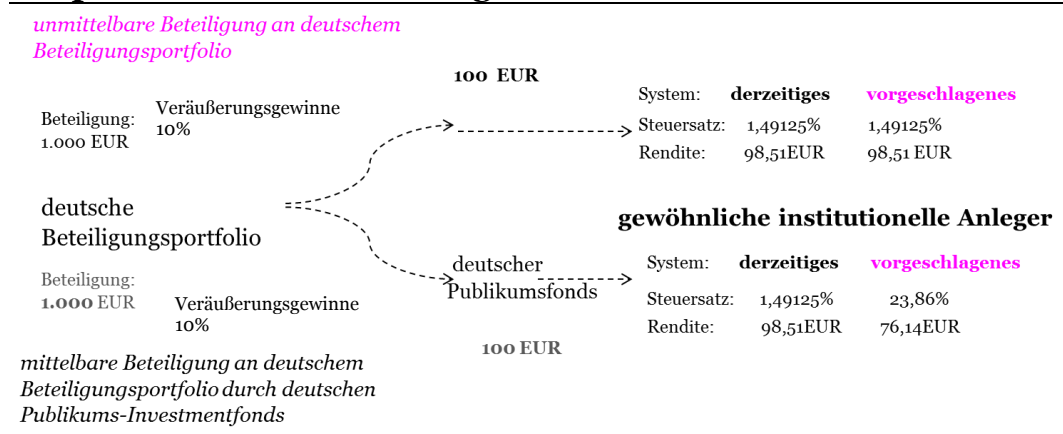 unmittelbare Beteiligung an deutschem
Beteiligungsportfolio
100 EUR
Beteiligung:
1.000 EUR
Veräußerungsgewinne
10%
System: derzeitiges vorgeschlagenes
Steuersatz: 1,49125% 1,49125%
Rendite: 98,51EUR 98,51 EUR
deutsche
Beteiligungsportfolio
gewöhnliche institutionelle Anleger
Beteiligung:
1.000 EUR
Veräußerungsgewinne
10%
deutscher
Publikumsfonds
100 EUR
System: derzeitiges vorgeschlagenes
Steuersatz: 1,49125% 23,86%
Rendite: 98,51EUR 76,14EUR
mittelbare Beteiligung an deutschem
Beteiligungsportfolio durch deutschen
Publikums-Investmentfonds